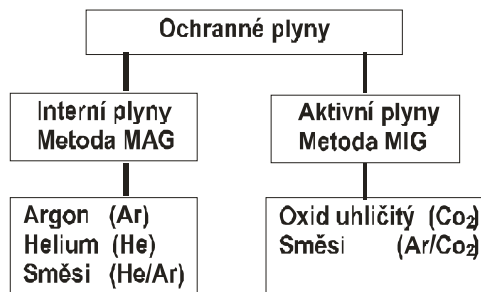 Ochranné plyny
Interní plyny
Metoda MAG
Aktivní plyny
Metoda MIG
Argon (Ar)
Helium (He)
Směsi (He/Ar)
Oxid uhličitý (Co₂)
Směsi (Ar/Co₂)